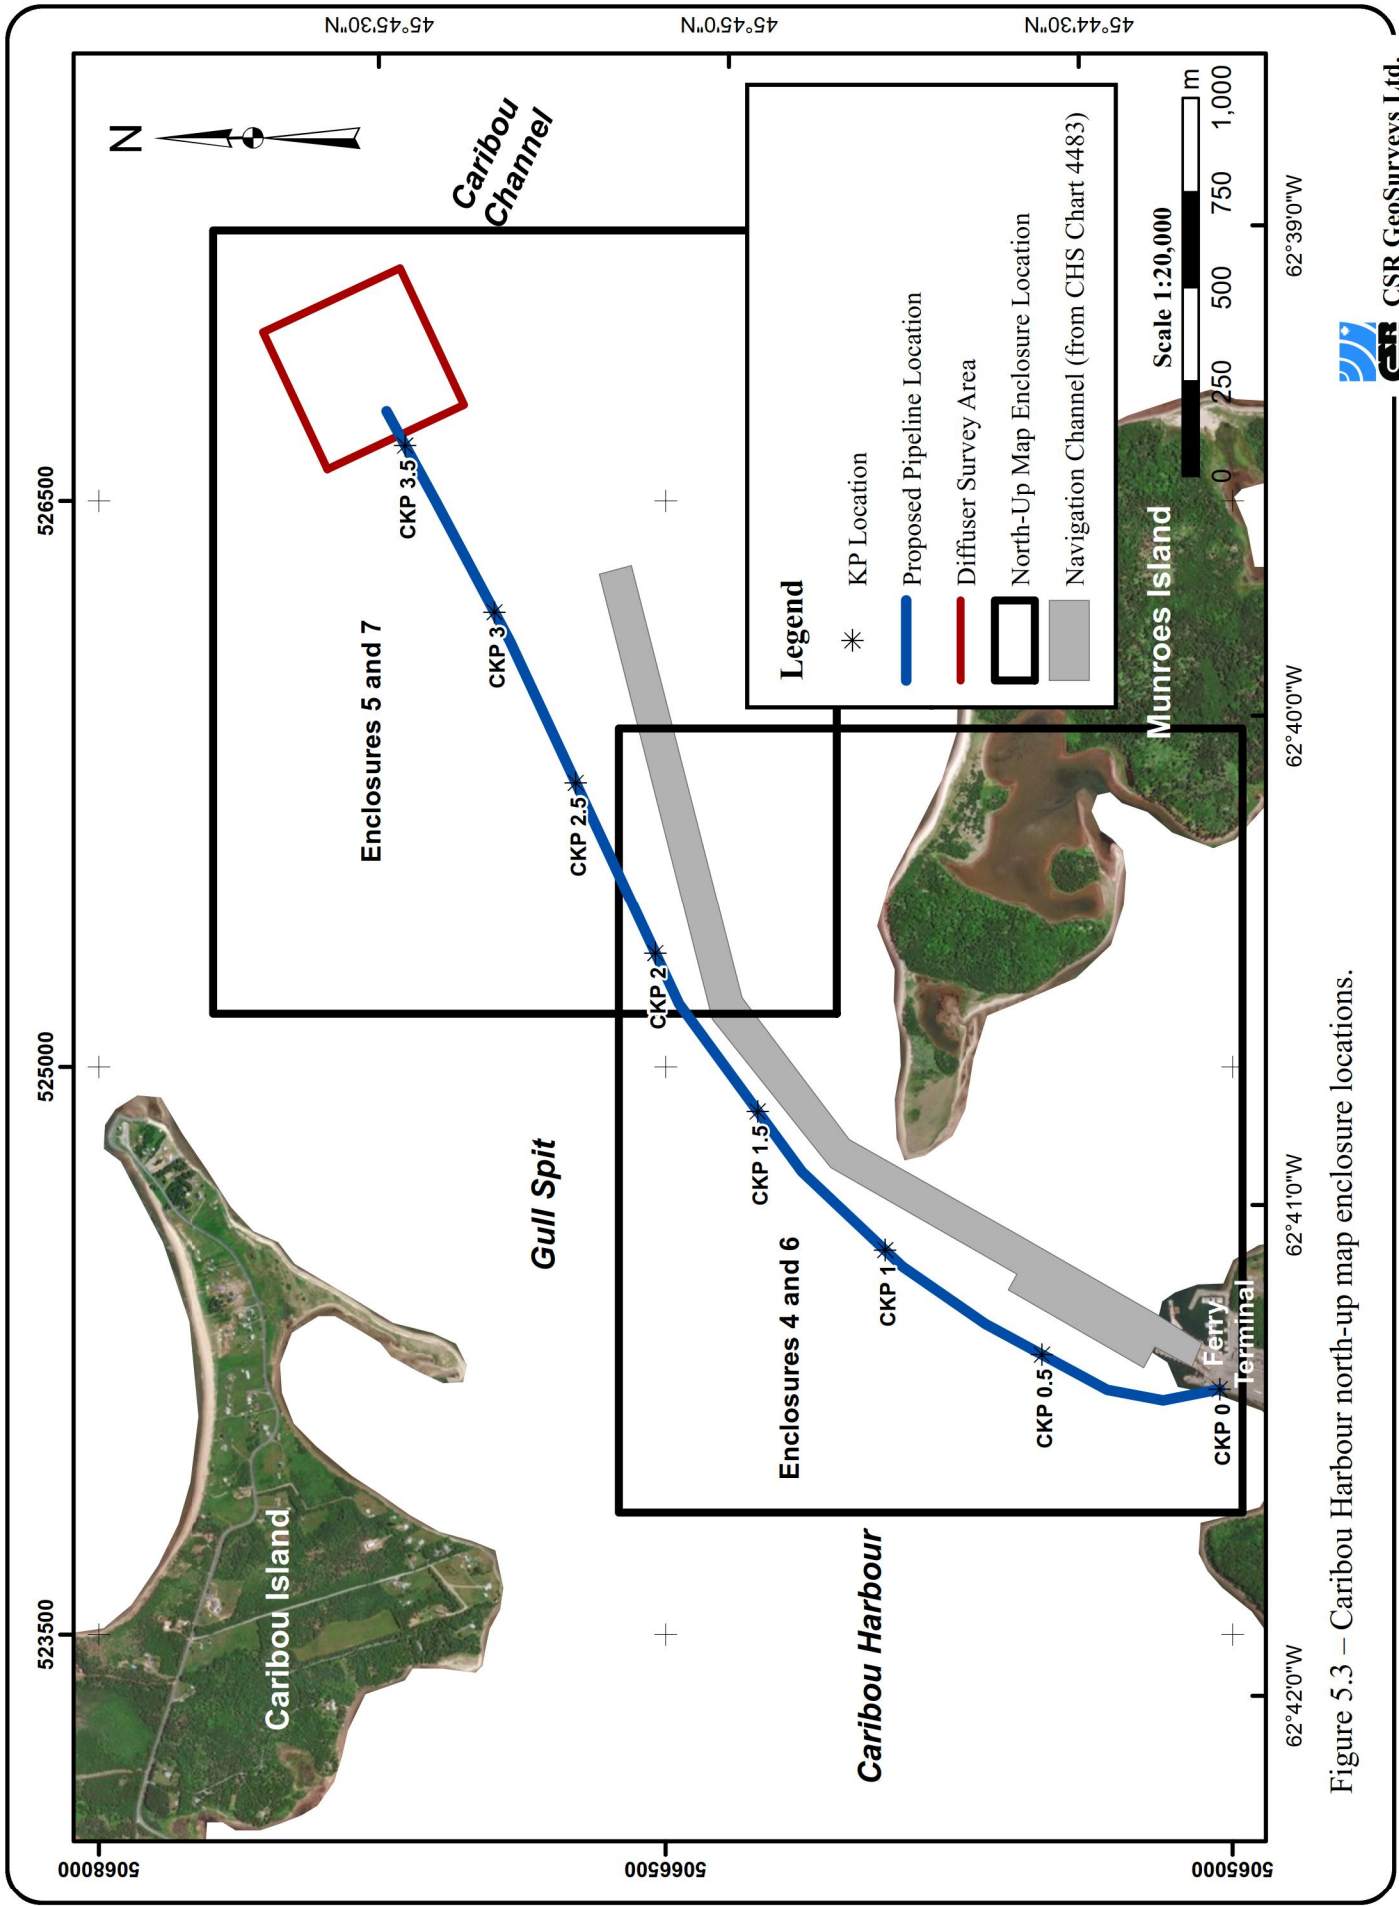 523500
525000
526500
5068000
5066500
5065000
45°45'30"N
45°45'0"N
45°44'30"N
62°42'0"W
62°41'0"W
62°40'0"W
62°39'0"W
N
Caribou
Channel
Caribou Island
Gull Spit
Caribou Harbour
Munroes Island
Ferry
Terminal
Enclosures 5 and 7
Enclosures 4 and 6
CKP 0
CKP 0.5
CKP 1
CKP 1.5
CKP 2
CKP 2.5
CKP 3
CKP 3.5
Legend
KP Location
Proposed Pipeline Location
Diffuser Survey Area
North-Up Map Enclosure Location
Navigation Channel (from CHS Chart 4483)
Scale 1:20,000
m
0 250 500 750 1,000
Figure 5.3 – Caribou Harbour north-up map enclosure locations.
CSR CSR GeoSurveys Ltd.